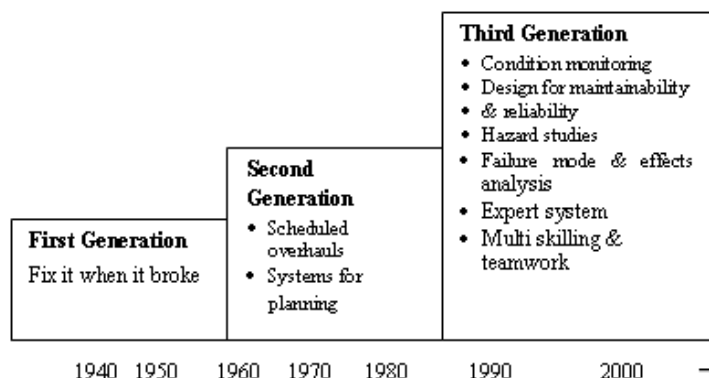 First Generation
Fix it when it broke
Second
Generation
• Scheduled
overhauls
• Systems for
planning
Third Generation
• Condition monitoring
• Design for maintainability
• & reliability
• Hazard studies
• Failure mode & effects
analysis
• Expert system
• Multi skilling &
teamwork
1940 1950 1960 1970 1980 1990 2000